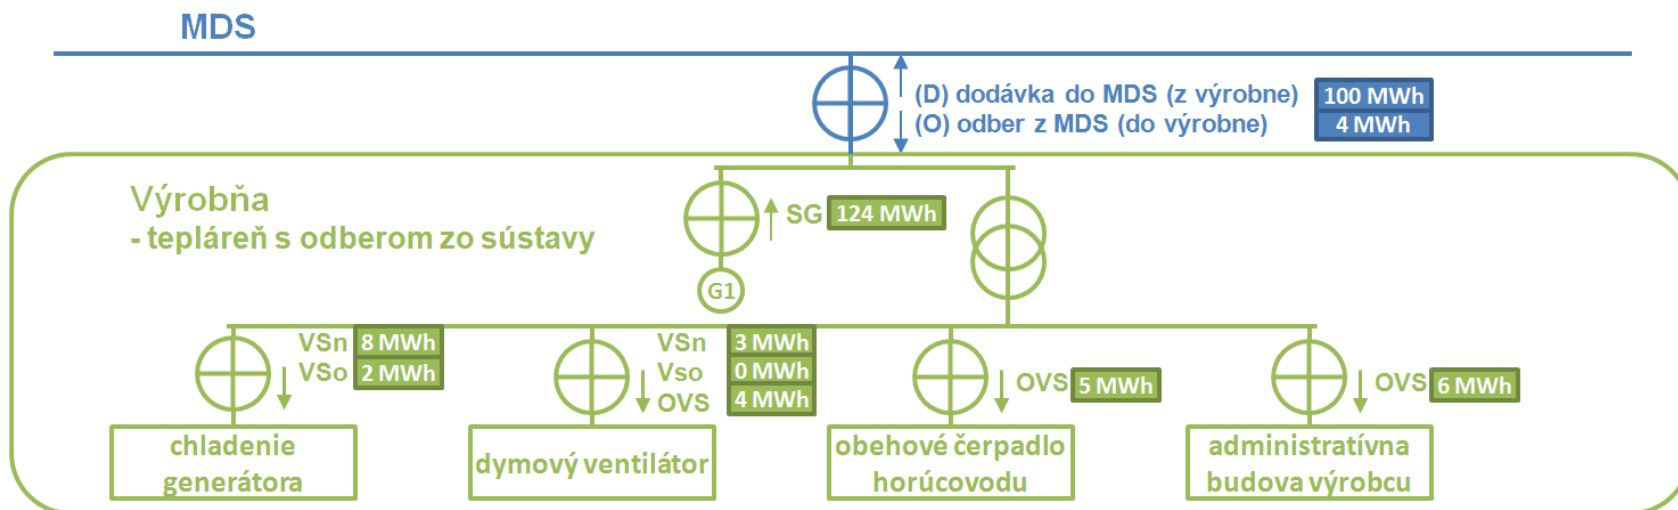 MDS
(D) dodávka do MDS (z výrobne) 100 MWh
(O) odber z MDS (do výrobne) 4 MWh
Výrobňa
- tepláreň s odberom zo sústavy
SG 124 MWh
G1
VSn 8 MWh
VSo 2 MWh
VSn 3 MWh
Vso 0 MWh
OVS 4 MWh
OVS 5 MWh
OVS 6 MWh
chladenie
generátora
dymový ventilátor
obehové čerpadlo
horúcovodu
administratívna
budova výrobcu